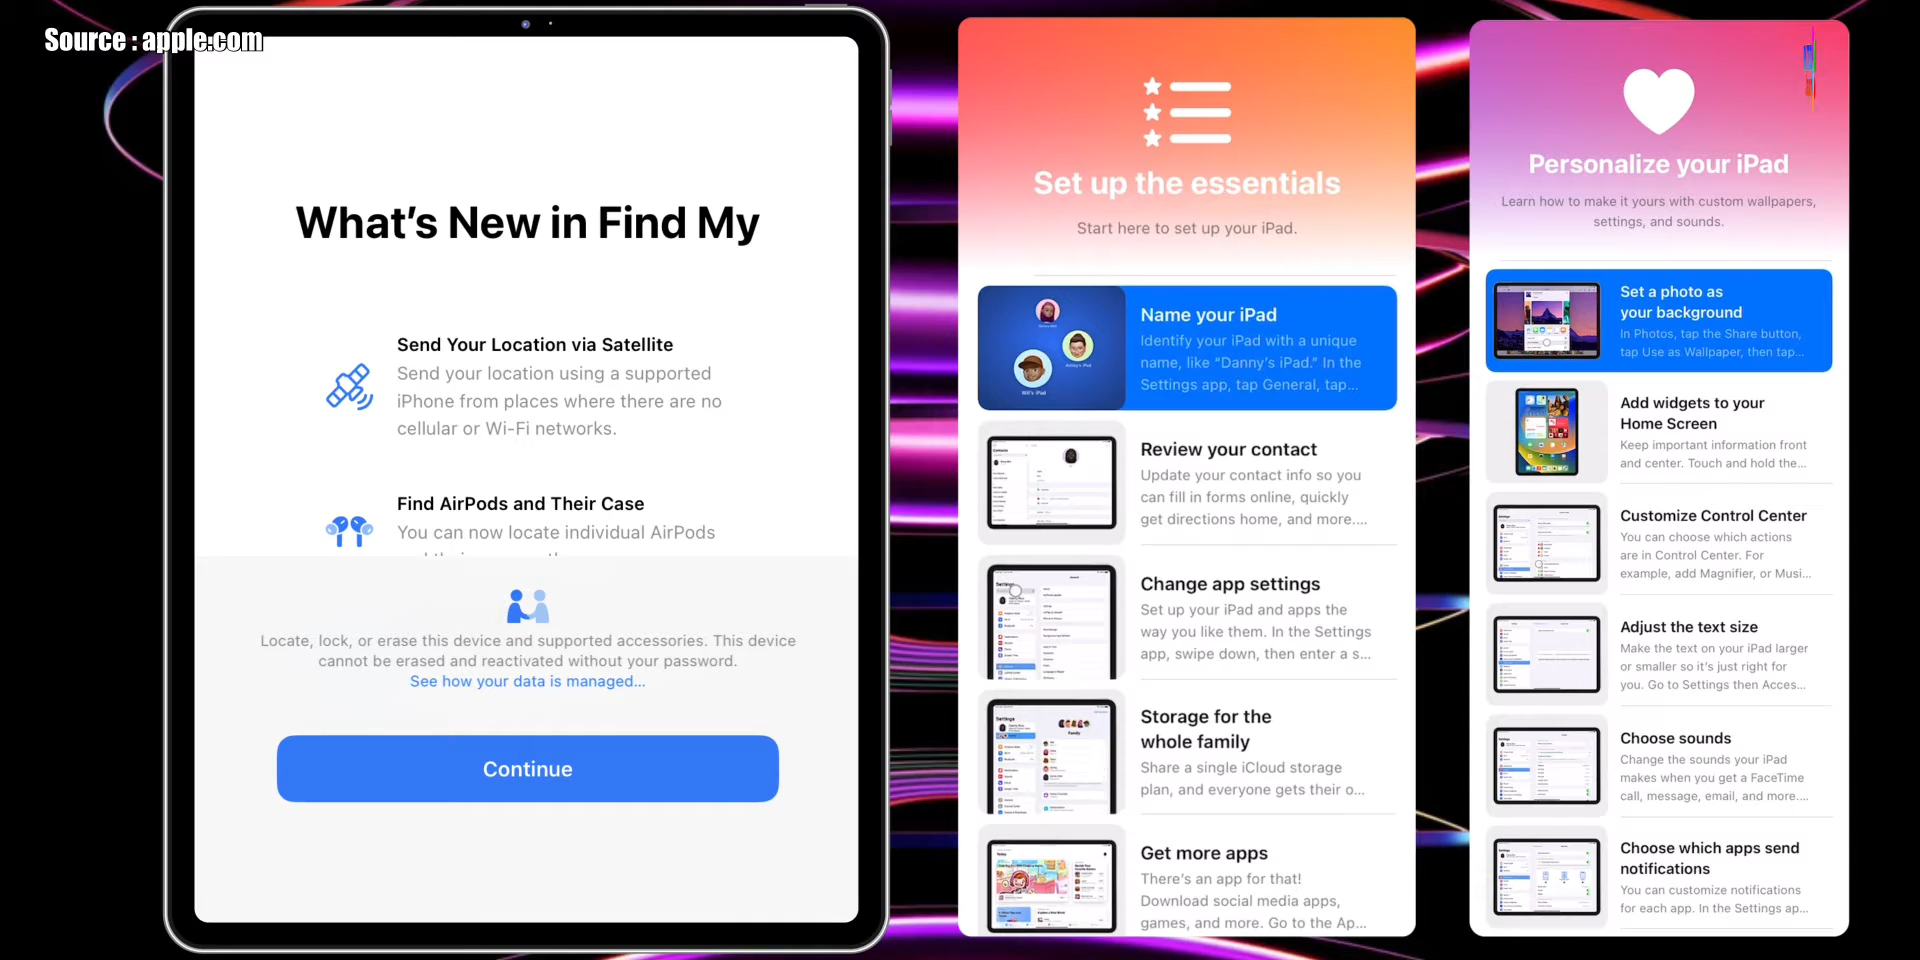 Source : apple.com
What's New in Find My
Send Your Location via Satellite
Send your location using a supported
iPhone from places where there are no
cellular or Wi-Fi networks.
Find AirPods and Their Case
You can now locate individual AirPods
Locate, lock, or erase this device and supported accessories. This device
cannot be erased and reactivated without your password.
See how your data is managed...
Continue
Set up the essentials
Start here to set up your iPad.
Name your iPad
Identify your iPad with a unique
name, like “Danny's iPad.” In the
Settings app, tap General, tap...
Review your contact
Update your contact info so you
can fill in forms online, quickly
get directions home, and more....
Change app settings
Set up your iPad and apps the
way you like them. In the Settings
app, swipe down, then enter a s...
Storage for the
whole family
Share a single iCloud storage
plan, and everyone gets their o...
Get more apps
There's an app for that!
Download social media apps,
games, and more. Go to the Ap...
Personalize your iPad
Learn how to make it yours with custom wallpapers,
settings, and sounds.
Set a photo as
your background
In Photos, tap the Share button,
tap Use as Wallpaper, then tap...
Add widgets to your
Home Screen
Keep important information front
and center. Touch and hold the...
Customize Control Center
You can choose which actions
are in Control Center. For
example, add Magnifier, or Musi...
Adjust the text size
Make the text on your iPad larger
or smaller so it's just right for
you. Go to Settings then Acces...
Choose sounds
Change the sounds your iPad
makes when you get a FaceTime
call, message, email, and more....
Choose which apps send
notifications
You can customize notifications
for each app. In the Settings ap...